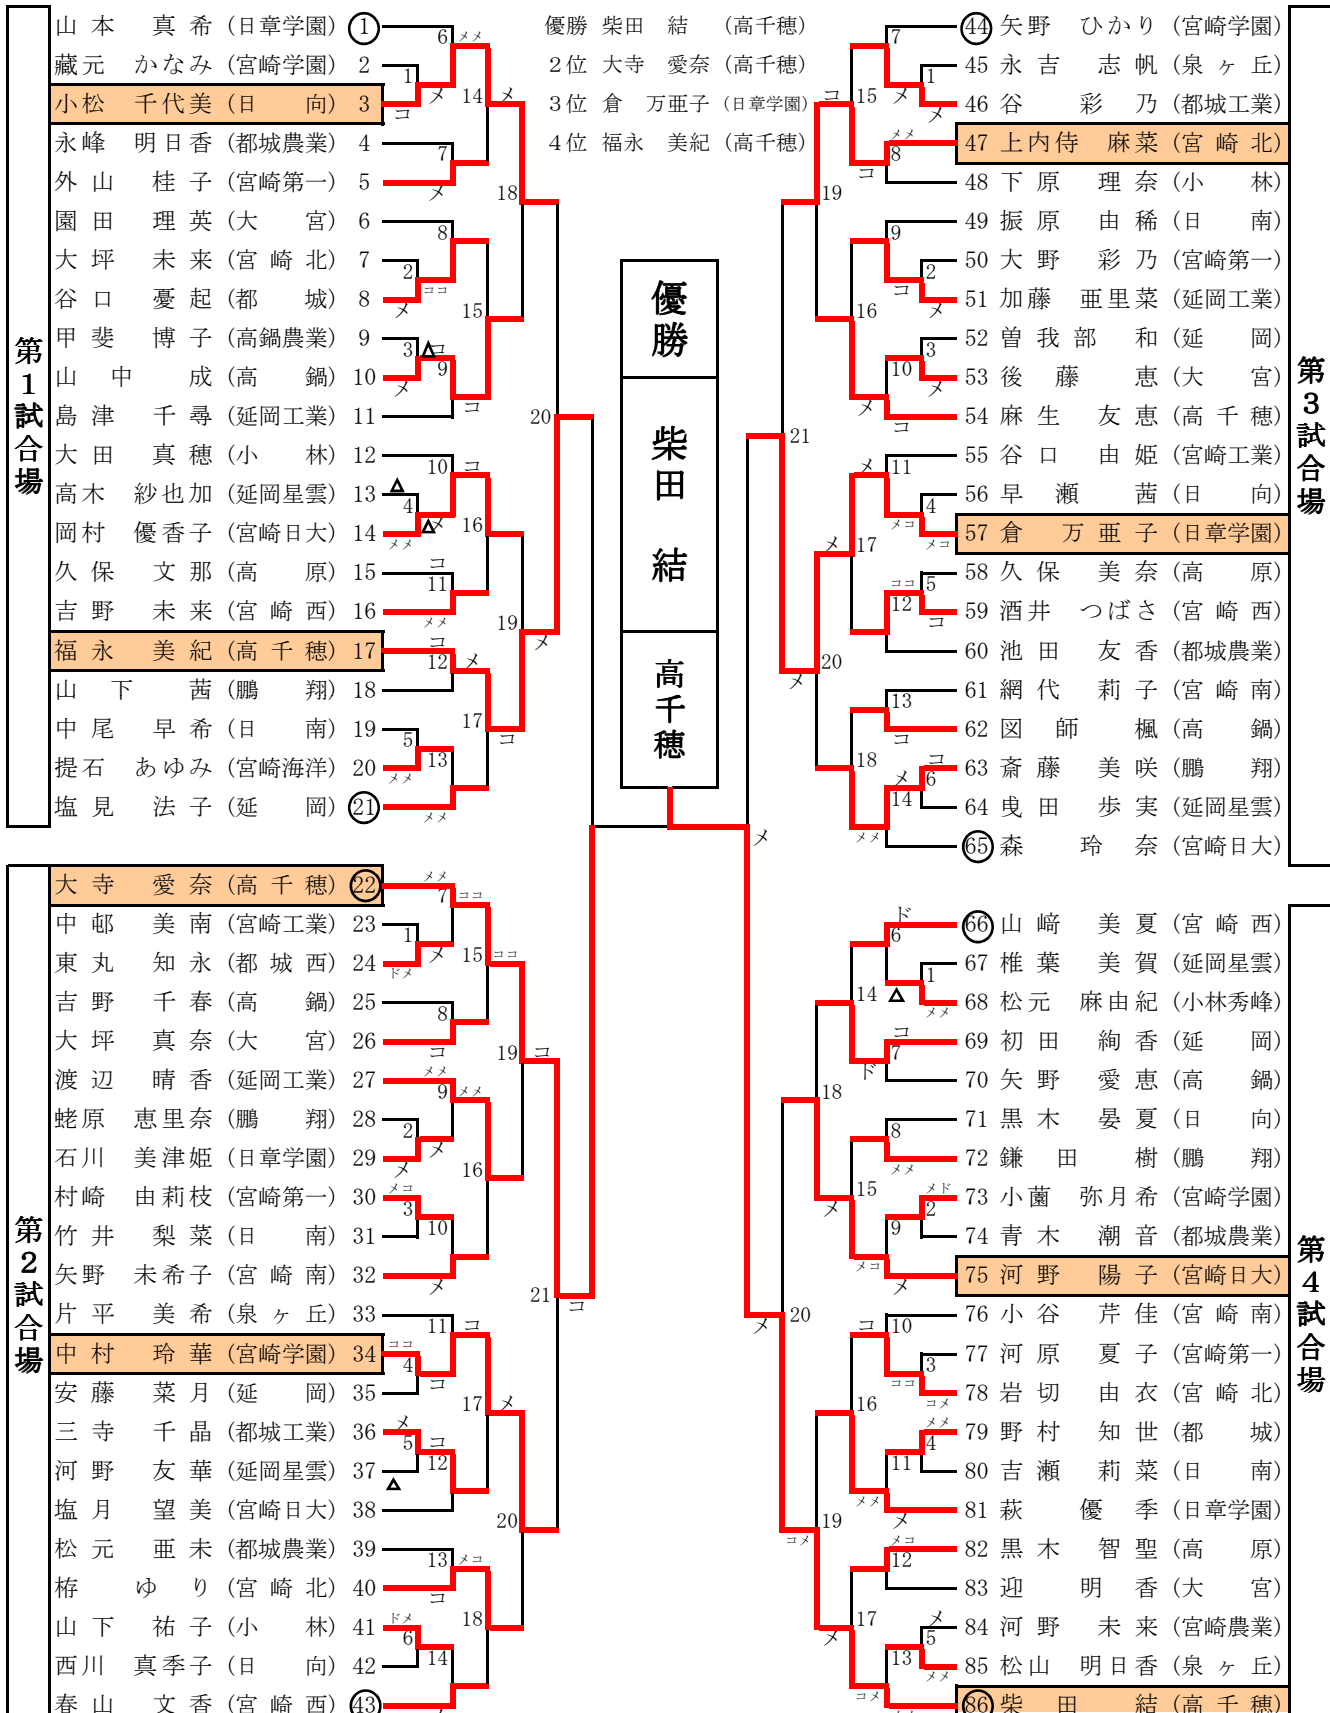 優勝 柴田 結 (高千穂)
2位 大寺 愛奈 (高千穂)
3位 倉 万亜子 (日章学園)
4位 福永 美紀 (高千穂)
第1試合場
山本 真希 (日章学園) 1
蔵元 かなみ (宮崎学園) 2
小松 千代美 (日 向) 3
永峰 明日香 (都城農業) 4
外山 桂子 (宮崎第一) 5
園田 理英 (大 宮) 6
大坪 未来 (宮崎北) 7
谷口 憂起 (都 城) 8
甲斐 博子 (高鍋農業) 9
山中 成 (高 鍋) 10
島津 千尋 (延岡工業) 11
大田 真穂 (小 林) 12
高木 紗也加 (延岡星雲) 13
岡村 優香子 (宮崎日大) 14
久保 文那 (高 原) 15
吉野 未来 (宮崎西) 16
福永 美紀 (高千穂) 17
山下 茜 (鵬 翔) 18
中尾 早希 (日 南) 19
提石 あゆみ (宮崎海洋) 20
塩見 法子 (延 岡) 21
第2試合場
大寺 愛奈 (高千穂) 22
中邨 美南 (宮崎工業) 23
東丸 知永 (都城西) 24
吉野 千春 (高 鍋) 25
大坪 真奈 (大 宮) 26
渡辺 晴香 (延岡工業) 27
蛯原 恵里奈 (鵬 翔) 28
石川 美津姫 (日章学園) 29
村崎 由莉枝 (宮崎第一) 30
竹井 梨菜 (日 南) 31
矢野 未希子 (宮崎南) 32
片平 美希 (泉ヶ丘) 33
中村 玲華 (宮崎学園) 34
安藤 菜月 (延 岡) 35
三寺 千晶 (都城工業) 36
河野 友華 (延岡星雲) 37
塩月 望美 (宮崎日大) 38
松元 亜未 (都城農業) 39
栫 ゆり (宮崎北) 40
山下 祐子 (小 林) 41
西川 真季子 (日 向) 42
春山 文香 (宮崎西) 43
優勝
柴田 結
高千穂
第3試合場
44 矢野 ひかり (宮崎学園)
45 永吉 志帆 (泉ヶ丘)
46 谷 彩乃 (都城工業)
47 上内侍 麻菜 (宮崎北)
48 下原 理奈 (小 林)
49 振原 由稀 (日 南)
50 大野 彩乃 (宮崎第一)
51 加藤 亜里菜 (延岡工業)
52 曽我部 和 (延 岡)
53 後藤 恵 (大 宮)
54 麻生 友恵 (高千穂)
55 谷口 由姫 (宮崎工業)
56 早瀬 茜 (日 向)
57 倉 万亜子 (日章学園)
58 久保 美奈 (高 原)
59 酒井 つばさ (宮崎西)
60 池田 友香 (都城農業)
61 網代 莉子 (宮崎南)
62 図師 楓 (高 鍋)
63 斎藤 美咲 (鵬 翔)
64 曵田 歩実 (延岡星雲)
65 森 玲奈 (宮崎日大)
第4試合場
66 山﨑 美夏 (宮崎西)
67 椎葉 美賀 (延岡星雲)
68 松元 麻由紀 (小林秀峰)
69 初田 絢香 (延 岡)
70 矢野 愛恵 (高 鍋)
71 黒木 晏夏 (日 向)
72 鎌田 樹 (鵬 翔)
73 小薗 弥月希 (宮崎学園)
74 青木 潮音 (都城農業)
75 河野 陽子 (宮崎日大)
76 小谷 芹佳 (宮崎南)
77 河原 夏子 (宮崎第一)
78 岩切 由衣 (宮崎北)
79 野村 知世 (都 城)
80 吉瀬 莉菜 (日 南)
81 萩 優季 (日章学園)
82 黒木 智聖 (高 原)
83 迎 明香 (大 宮)
84 河野 未来 (宮崎農業)
85 松山 明日香 (泉ヶ丘)
86 柴田 結 (高千穂)